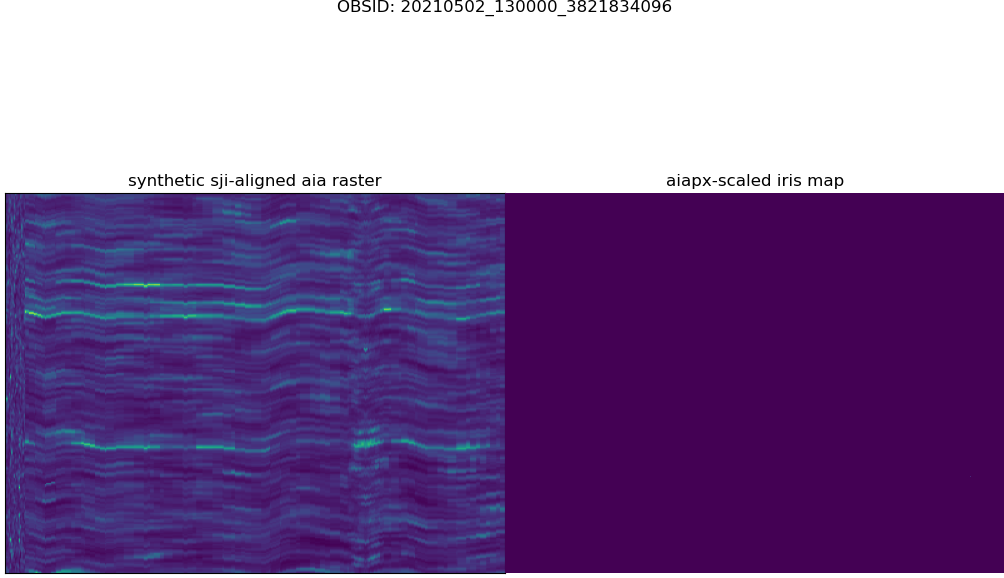 OBSID: 20210502_130000_3821834096
synthetic sji-aligned aia raster
aiapx-scaled iris map